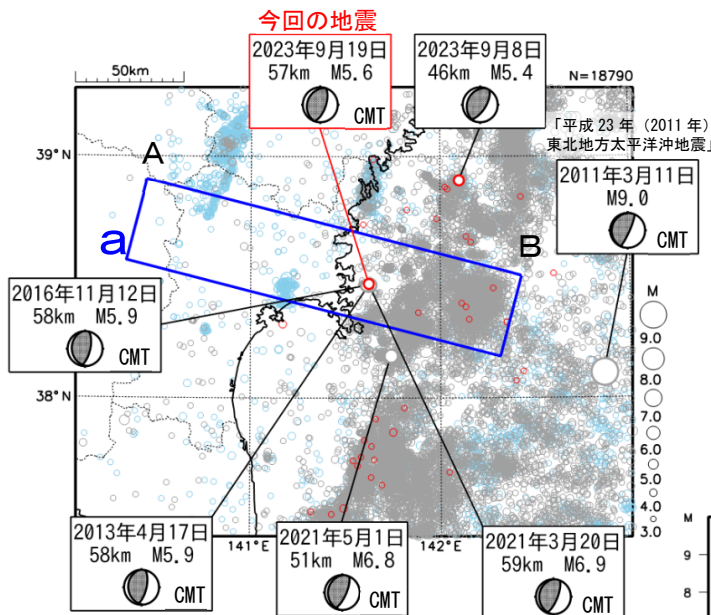 今回の地震
2023年9月19日
57km M5.6
CMT
2023年9月8日
46km M5.4
CMT
50km
N=18790
「平成23年（2011年）
東北地方太平洋沖地震」
2011年3月11日
M9.0
CMT
39°N
A
a
B
2016年11月12日
58km M5.9
CMT
M
9.0
8.0
7.0
6.0
5.0
4.0
3.0
38°N
141°E
142°E
2013年4月17日
58km M5.9
CMT
2021年5月1日
51km M6.8
CMT
2021年3月20日
59km M6.9
CMT
M
9
8